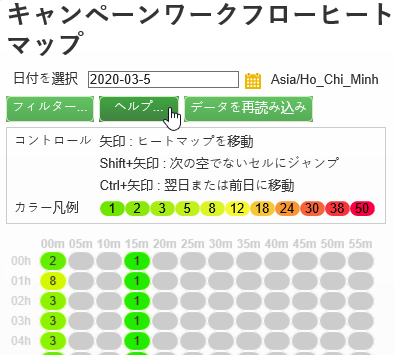 キャンペーンワークフローヒート
マップ
日付を選択 2020-03-5 Asia/Ho_Chi_Minh
フィルター... ヘルプ... データを再読み込み
コントロール 矢印 : ヒートマップを移動
Shift+矢印 : 次の空でないセルにジャンプ
Ctrl+矢印 : 翌日または前日に移動
カラー凡例 1 2 3 5 8 12 18 24 30 38 50
00m 05m 10m 15m 20m 25m 30m 35m 40m 45m 50m 55m
00h 2 1
01h 8 1
02h 3 1
03h 3 1
04h 3 1